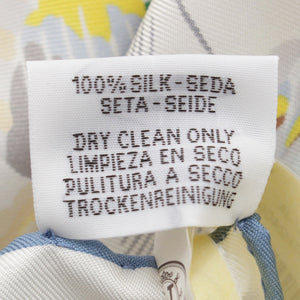 100% SILK-SEDA
SETA-SEIDE
DRY CLEAN ONLY
LIMPIEZA EN SECO
PULITURA A SECCO
TROCKENREINIGUNG